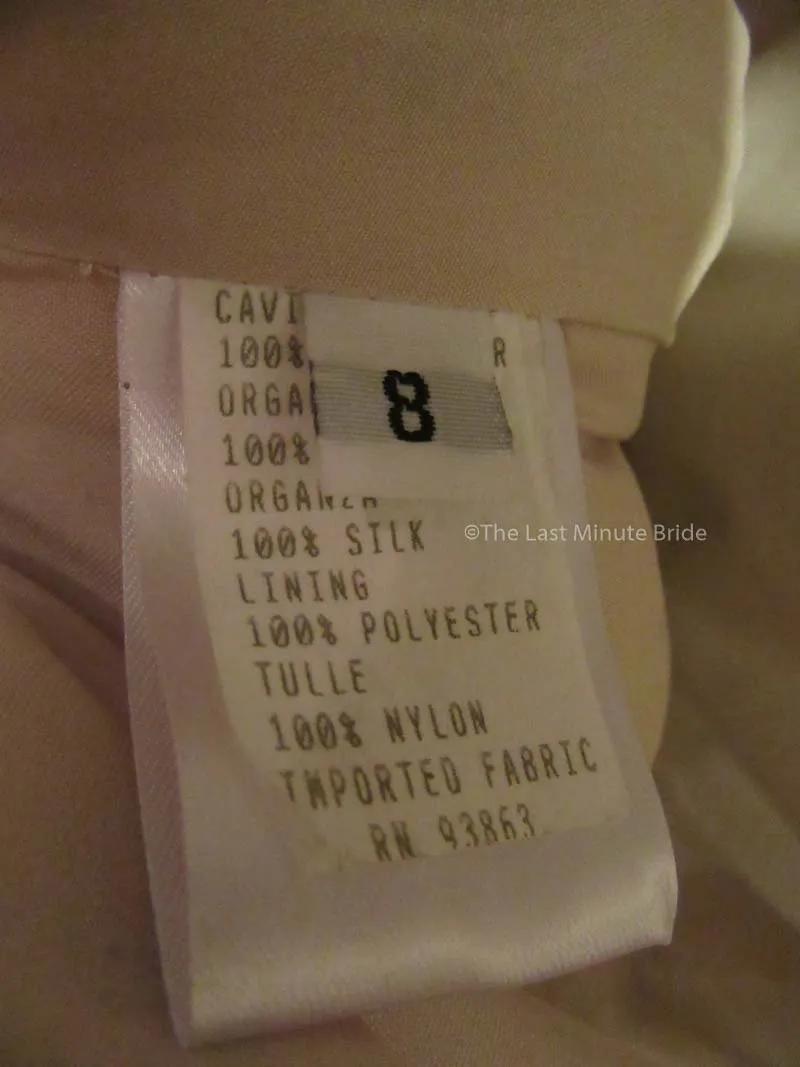 CAVI
100% R
ORGA
8
100%
ORGANZA
100% SILK
©The Last Minute Bride
LINING
100% POLYESTER
TULLE
100% NYLON
IMPORTED FABRIC
RN 93863